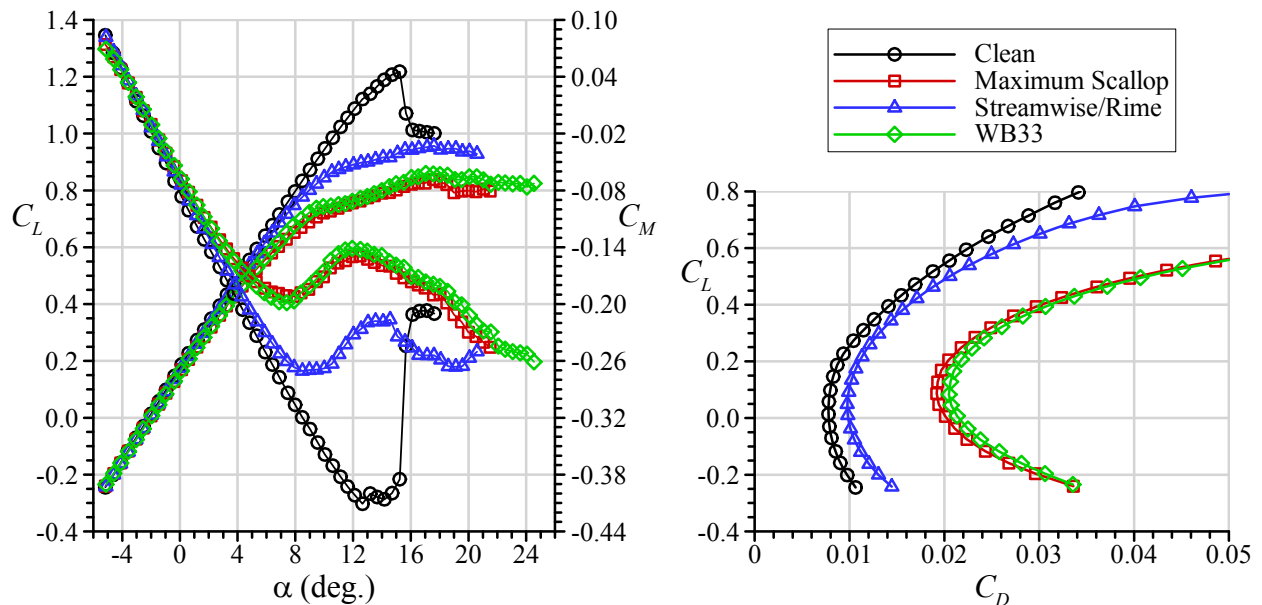 1.4
1.2
1.0
0.8
0.6
0.4
0.2
0.0
-0.2
-0.4
C_L
-4 0 4 8 12 16 20 24
α (deg.)
0.10
0.04
-0.02
-0.08
-0.14
-0.20
-0.26
-0.32
-0.38
-0.44
C_M
Clean
Maximum Scallop
Streamwise/Rime
WB33
0.8
0.6
0.4
0.2
0.0
-0.2
-0.4
C_L
0 0.01 0.02 0.03 0.04 0.05
C_D